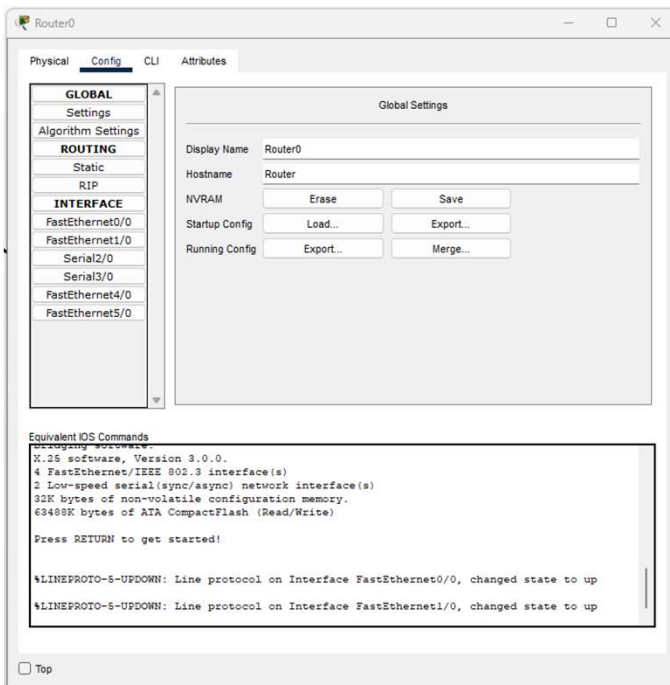 Router0
Physical Config CLI Attributes
GLOBAL
Settings
Algorithm Settings
ROUTING
Static
RIP
INTERFACE
FastEthernet0/0
FastEthernet1/0
Serial2/0
Serial3/0
FastEthernet4/0
FastEthernet5/0
Global Settings
Display Name Router0
Hostname Router
NVRAM Erase Save
Startup Config Load... Export...
Running Config Export... Merge...
Equivalent IOS Commands
bridging software.
X.25 software, Version 3.0.0.
4 FastEthernet/IEEE 802.3 interface(s)
2 Low-speed serial(sync/async) network interface(s)
32K bytes of non-volatile configuration memory.
63488K bytes of ATA CompactFlash (Read/Write)
Press RETURN to get started!
%LINEPROTO-5-UPDOWN: Line protocol on Interface FastEthernet0/0, changed state to up
%LINEPROTO-5-UPDOWN: Line protocol on Interface FastEthernet1/0, changed state to up
Top